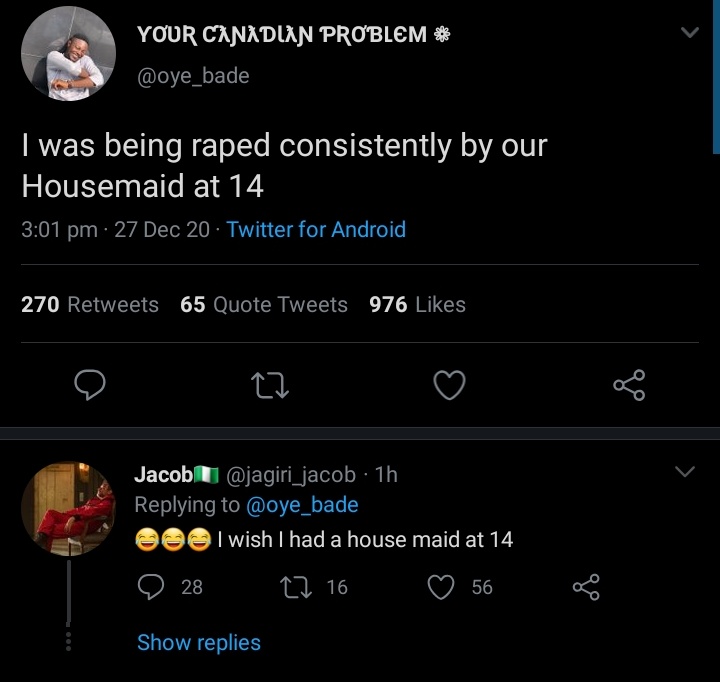 YOUR CANADIAN PROBLEM ❃
@oye_bade
I was being raped consistently by our
Housemaid at 14
3:01 pm · 27 Dec 20 · Twitter for Android
270 Retweets 65 Quote Tweets 976 Likes
Jacob🇳🇬 @jagiri_jacob · 1h
Replying to @oye_bade
😂😂😂 I wish I had a house maid at 14
28 16 56
Show replies